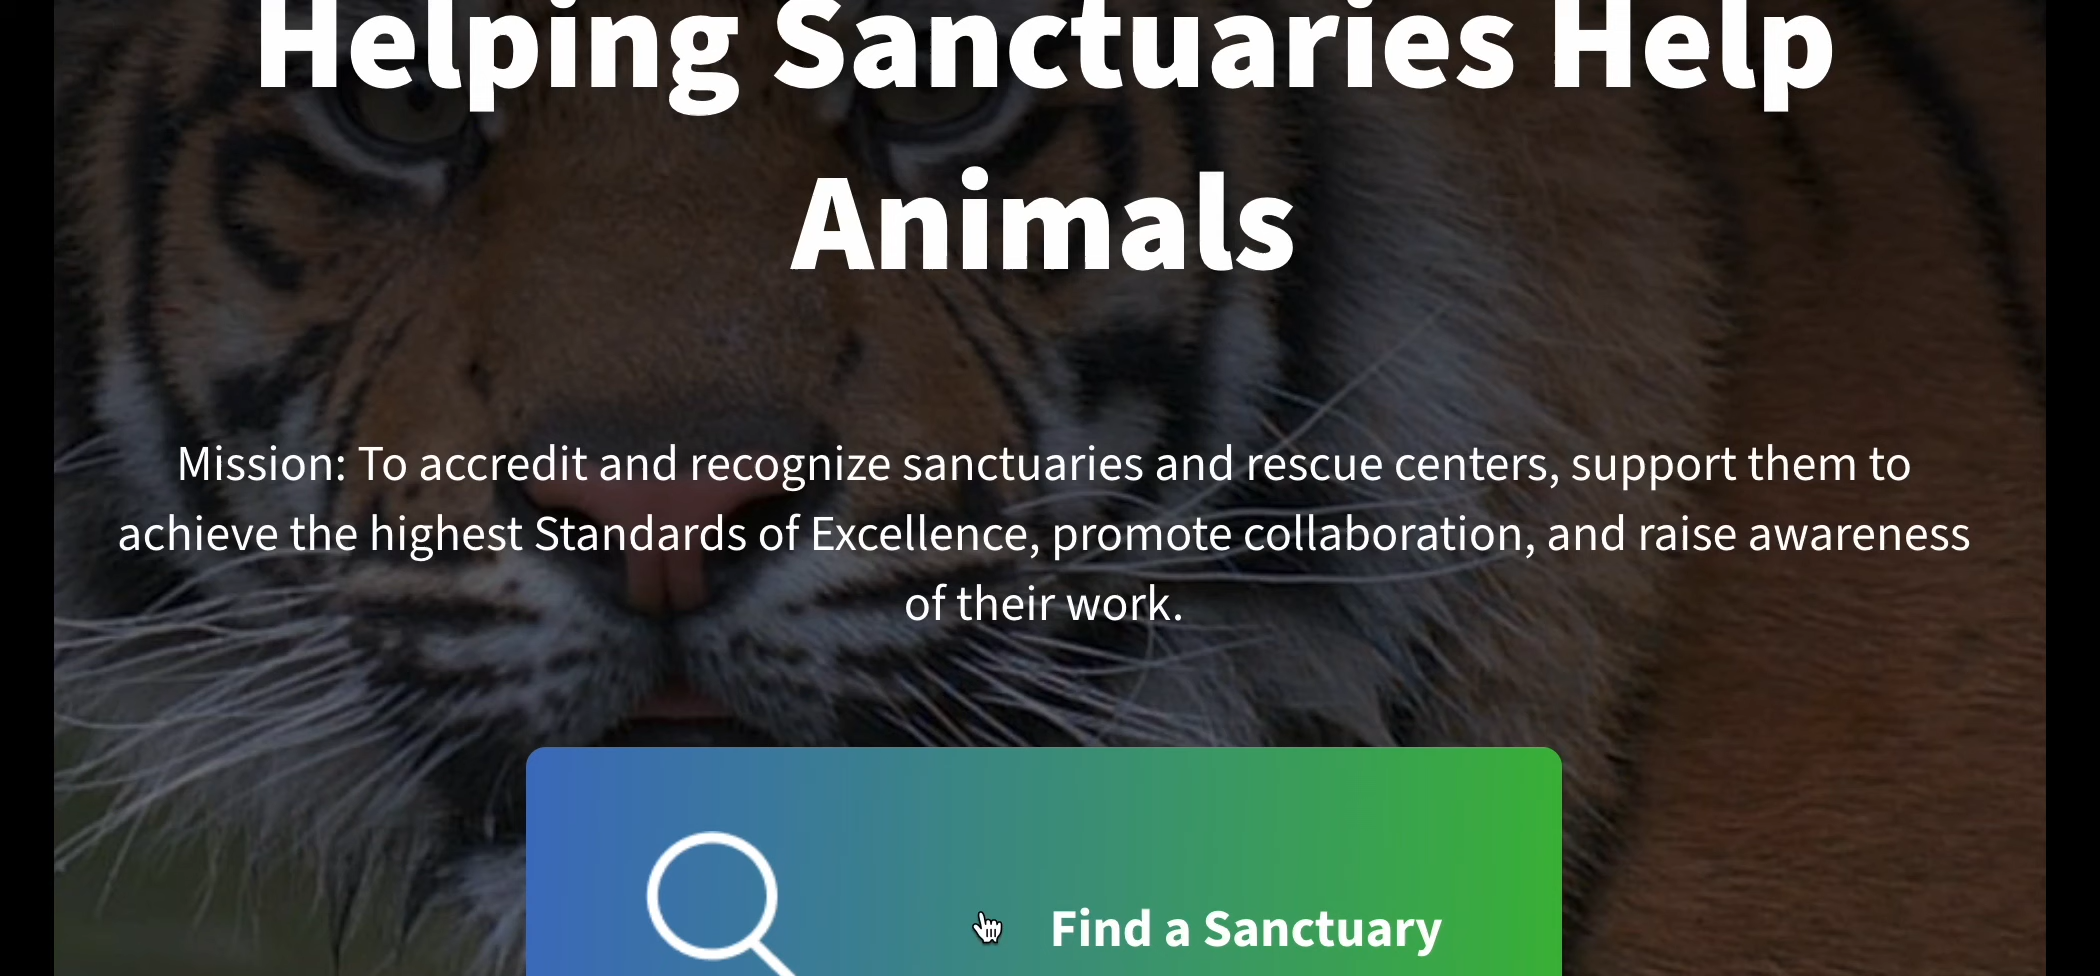 Helping Sanctuaries Help
Animals
Mission: To accredit and recognize sanctuaries and rescue centers, support them to
achieve the highest Standards of Excellence, promote collaboration, and raise awareness
of their work.
Find a Sanctuary